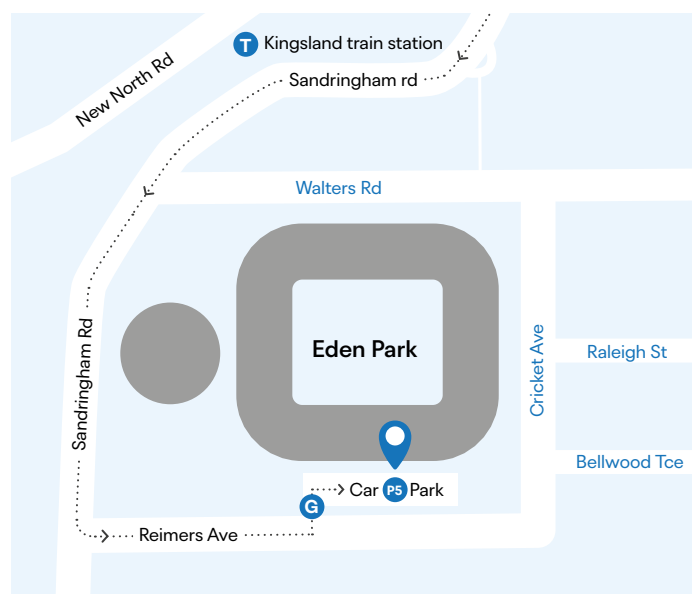 T Kingsland train station
New North Rd
Sandringham rd
Walters Rd
Sandringham Rd
Eden Park
Cricket Ave
Raleigh St
Bellwood Tce
Car P5 Park
G
Reimers Ave